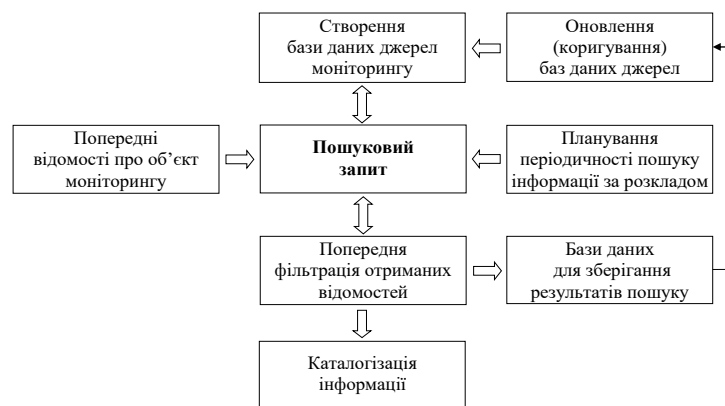 Створення
бази даних джерел
моніторингу
Оновлення
(коригування)
баз даних джерел
Попередні
відомості про об’єкт
моніторингу
Пошуковий
запит
Планування
періодичності пошуку
інформації за розкладом
Попередня
фільтрація отриманих
відомостей
Бази даних
для зберігання
результатів пошуку
Каталогізація
інформації